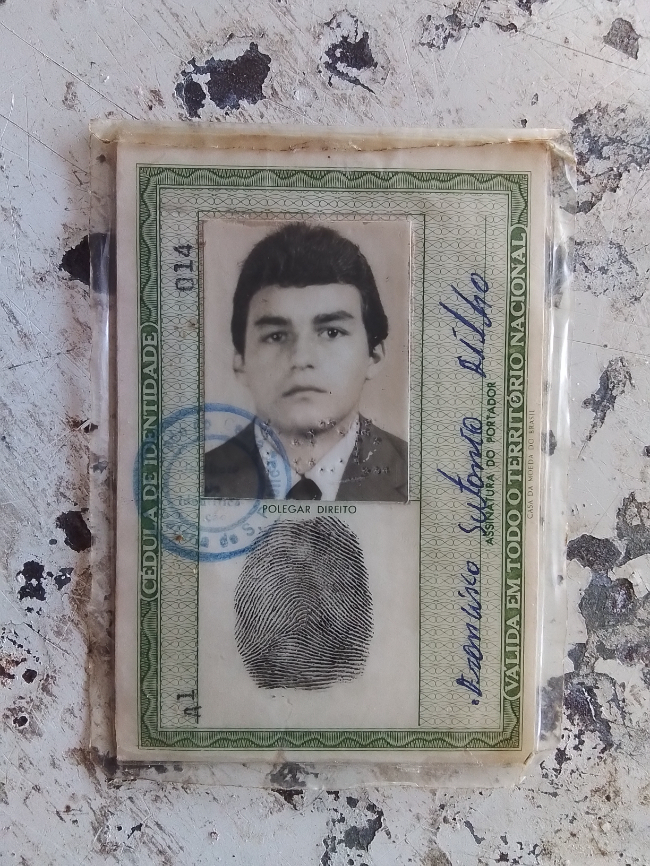 CÉDULA DE IDENTIDADE
014
A1
POLEGAR DIREITO
Francisco Antonio Filho
ASSINATURA DO PORTADOR
(VÁLIDA EM TODO O TERRITÓRIO NACIONAL)
CASA DA MOEDA DO BRASIL